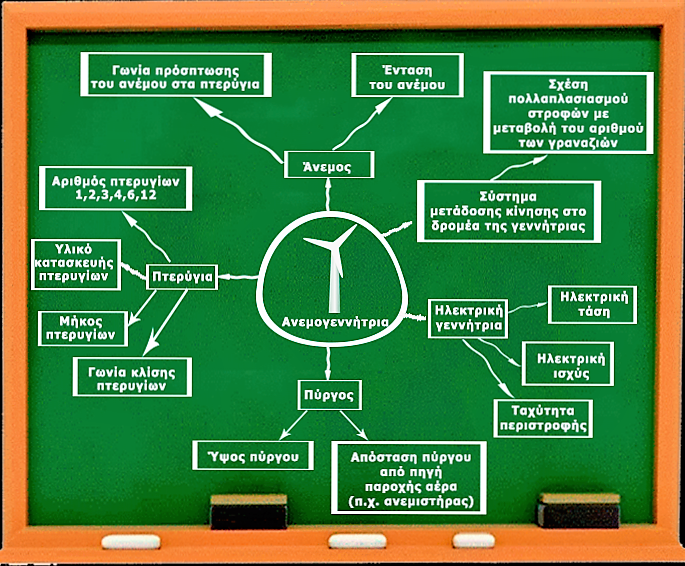 Γωνία πρόσπτωσης
του ανέμου στα πτερύγια
Ένταση
του ανέμου
Σχέση
πολλαπλασιασμού
στροφών με
μεταβολή του αριθμού
των γραναζιών
Άνεμος
Αριθμός πτερυγίων
1,2,3,4,6,12
Σύστημα
μετάδοσης κίνησης στο
δρομέα της γεννήτριας
Υλικό
κατασκευής
πτερυγίων
Πτερύγια
Ανεμογεννήτρια
Ηλεκτρική
γεννήτρια
Ηλεκτρική
τάση
Μήκος
πτερυγίων
Ηλεκτρική
ισχύς
Γωνία κλίσης
πτερυγίων
Πύργος
Ταχύτητα
περιστροφής
Ύψος πύργου
Απόσταση πύργου
από πηγή
παροχής αέρα
(π.χ. ανεμιστήρας)